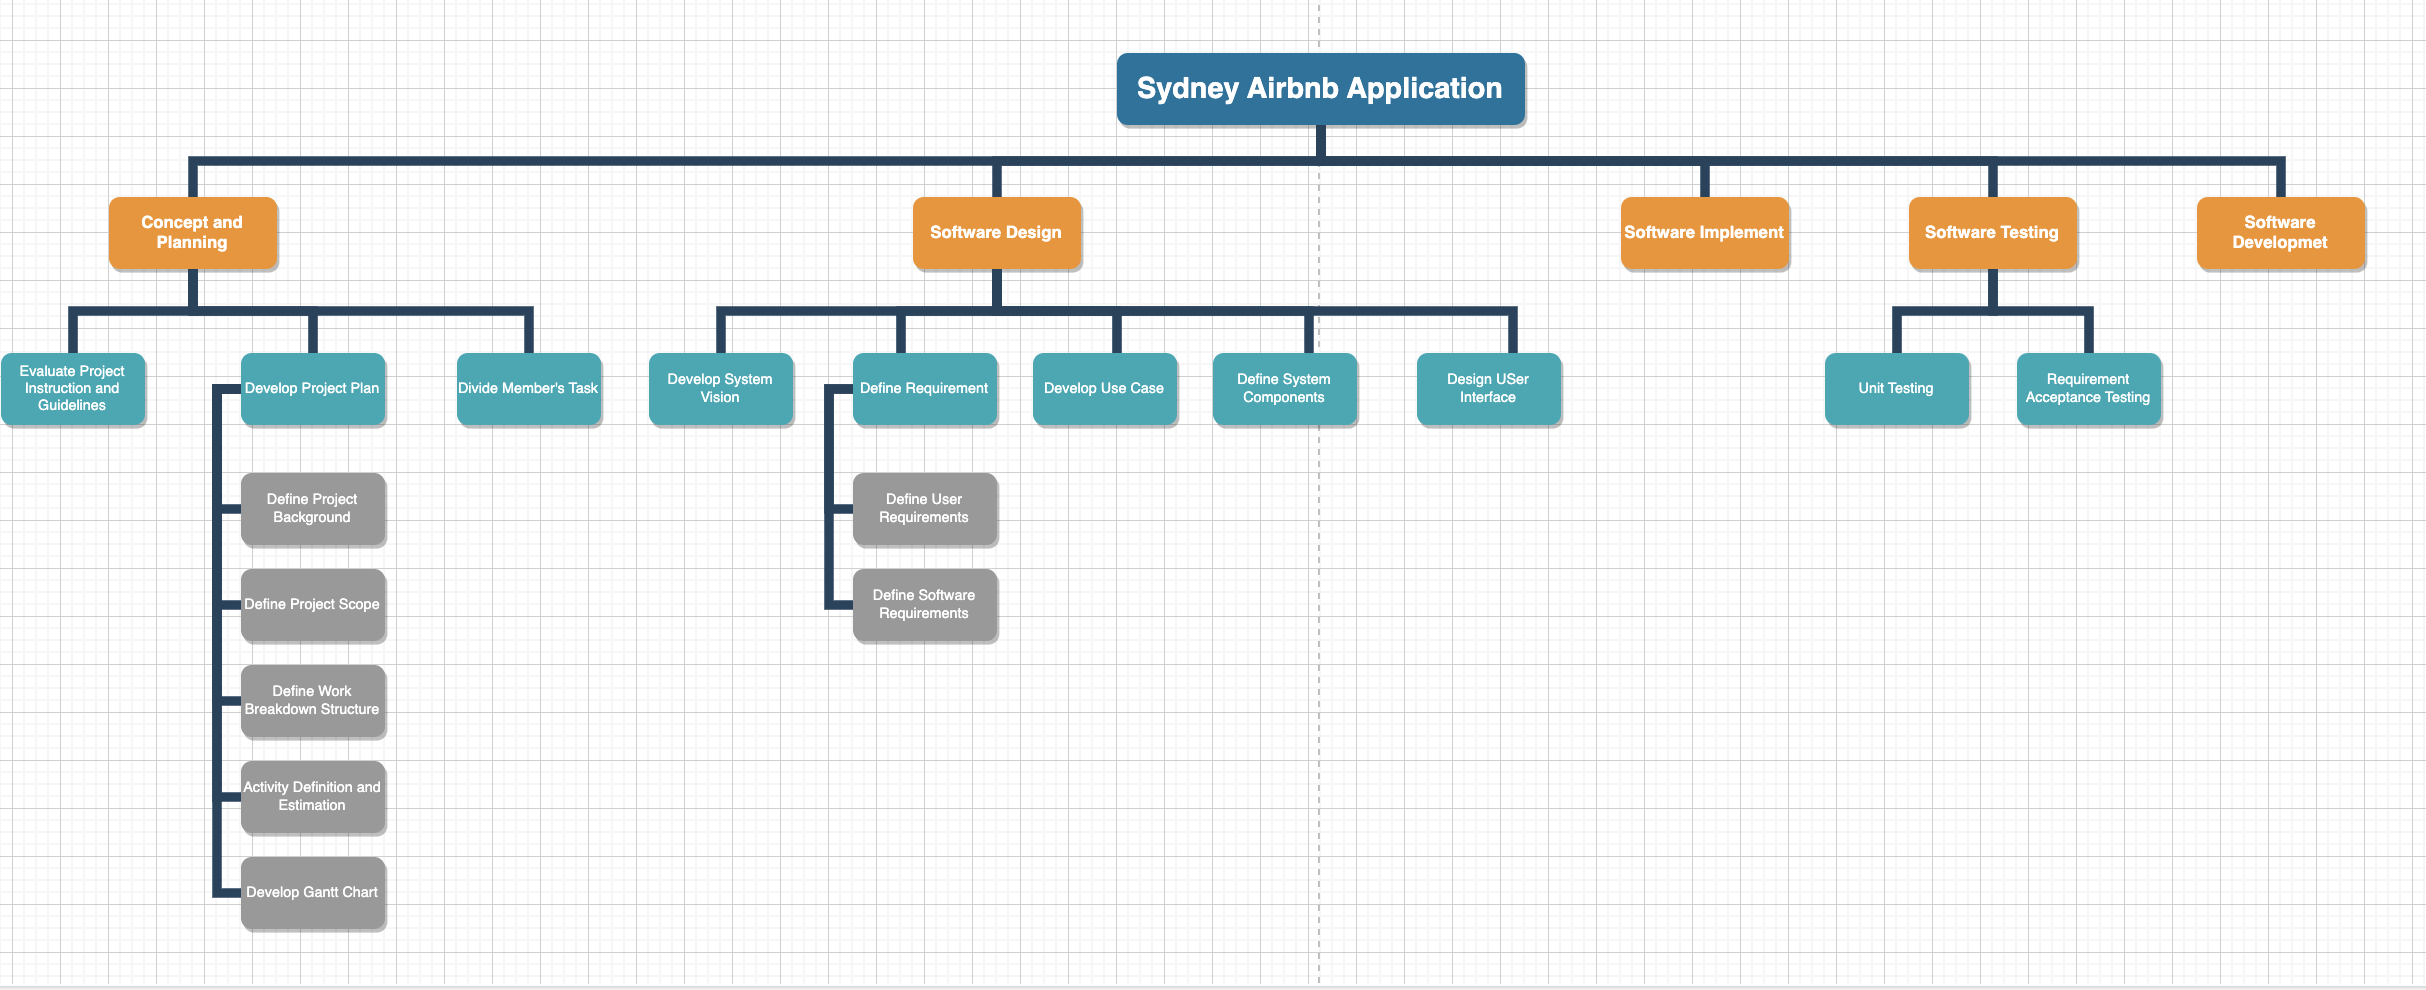 Sydney Airbnb Application
Concept and
Planning
Software Design
Software Implement
Software Testing
Software
Developmet
Evaluate Project
Instruction and
Guidelines
Develop Project Plan
Divide Member's Task
Develop System
Vision
Define Requirement
Develop Use Case
Define System
Components
Design USer
Interface
Unit Testing
Requirement
Acceptance Testing
Define Project
Background
Define User
Requirements
Define Project Scope
Define Software
Requirements
Define Work
Breakdown Structure
Activity Definition and
Estimation
Develop Gantt Chart